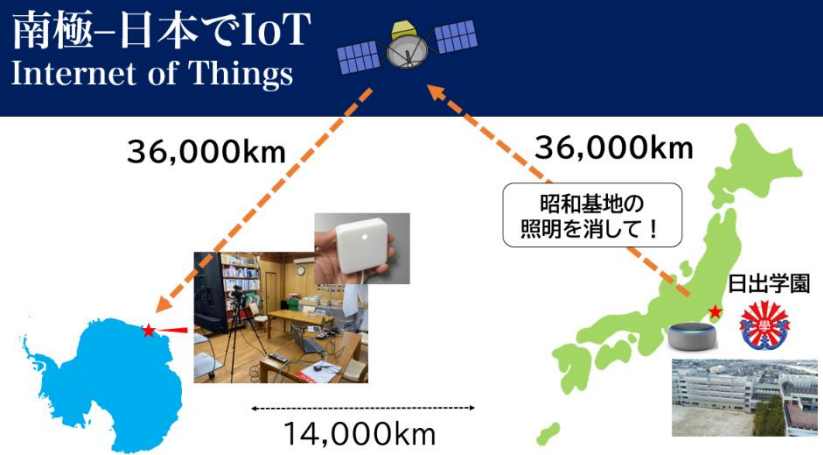 南極–日本でIoT
Internet of Things
36,000km
36,000km
昭和基地の
照明を消して！
日出学園
學
14,000km